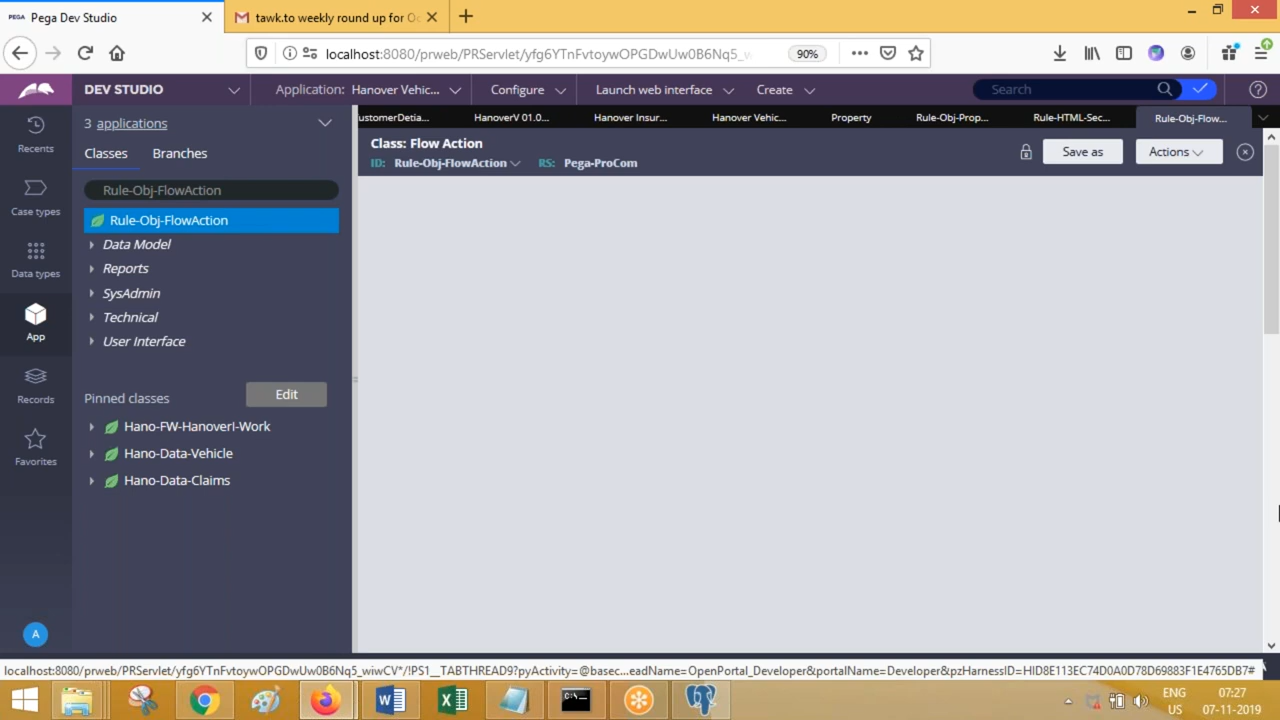 PEGA Pega Dev Studio
tawk.to weekly round up for Oc
localhost:8080/prweb/PRServlet/yfg6YTnFvtoywOPGDwUw0B6Nq5_w
90%
DEV STUDIO
Application: Hanover Vehic...
Configure
Launch web interface
Create
Search
3 applications
ustomerDetia...
HanoverV 01.0...
Hanover Insur...
Hanover Vehic...
Property
Rule-Obj-Prop...
Rule-HTML-Sec...
Rule-Obj-Flow...
Recents
Case types
Data types
App
Records
Favorites
A
Classes
Branches
Rule-Obj-FlowAction
Rule-Obj-FlowAction
Data Model
Reports
SysAdmin
Technical
User Interface
Pinned classes
Edit
Hano-FW-HanoverI-Work
Hano-Data-Vehicle
Hano-Data-Claims
Class: Flow Action
ID: Rule-Obj-FlowAction
RS: Pega-ProCom
Save as
Actions
localhost:8080/prweb/PRServlet/yfg6YTnFvtoywOPGDwUw0B6Nq5_wiwCV*/!PS1__TABTHREAD9?pyActivity=@basec...eadName=OpenPortal_Developer&portalName=Developer&pzHarnessID=HID8E113EC74D0A0D78D69883F1E4765DB7#
ENG
US
07:27
07-11-2019